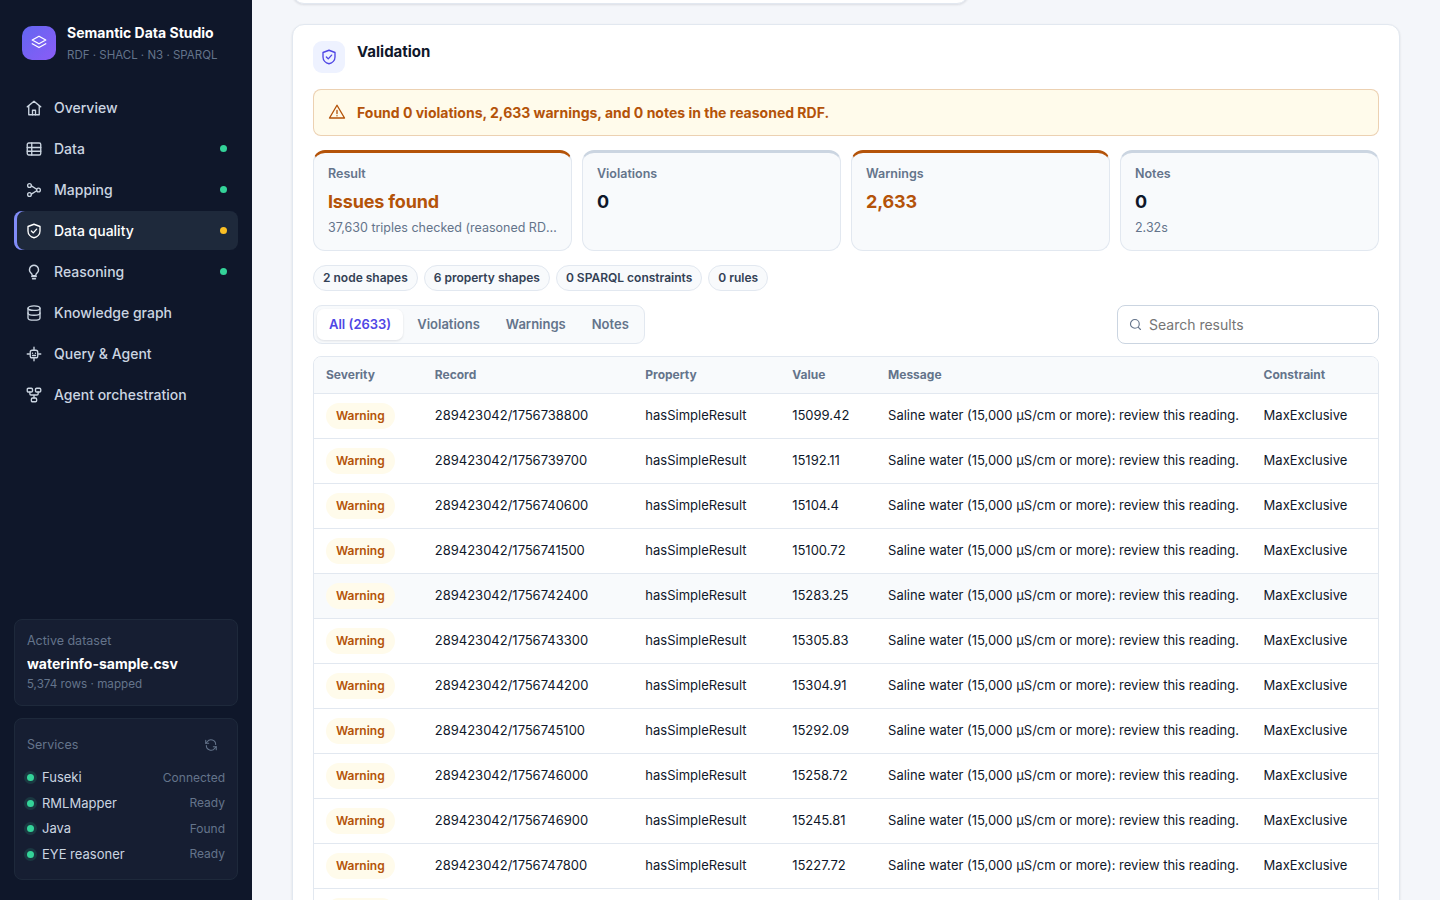 Semantic Data Studio
RDF · SHACL · N3 · SPARQL
Overview
Data
Mapping
Data quality
Reasoning
Knowledge graph
Query & Agent
Agent orchestration
Active dataset
waterinfo-sample.csv
5,374 rows · mapped
Services
Fuseki Connected
RMLMapper Ready
Java Found
EYE reasoner Ready
Validation
Found 0 violations, 2,633 warnings, and 0 notes in the reasoned RDF.
Result
Issues found
37,630 triples checked (reasoned RD...
Violations
0
Warnings
2,633
Notes
0
2.32s
2 node shapes 6 property shapes 0 SPARQL constraints 0 rules
All (2633) Violations Warnings Notes Search results
Severity Record Property Value Message Constraint
Warning 289423042/1756738800 hasSimpleResult 15099.42 Saline water (15,000 µS/cm or more): review this reading. MaxExclusive
Warning 289423042/1756739700 hasSimpleResult 15192.11 Saline water (15,000 µS/cm or more): review this reading. MaxExclusive
Warning 289423042/1756740600 hasSimpleResult 15104.4 Saline water (15,000 µS/cm or more): review this reading. MaxExclusive
Warning 289423042/1756741500 hasSimpleResult 15100.72 Saline water (15,000 µS/cm or more): review this reading. MaxExclusive
Warning 289423042/1756742400 hasSimpleResult 15283.25 Saline water (15,000 µS/cm or more): review this reading. MaxExclusive
Warning 289423042/1756743300 hasSimpleResult 15305.83 Saline water (15,000 µS/cm or more): review this reading. MaxExclusive
Warning 289423042/1756744200 hasSimpleResult 15304.91 Saline water (15,000 µS/cm or more): review this reading. MaxExclusive
Warning 289423042/1756745100 hasSimpleResult 15292.09 Saline water (15,000 µS/cm or more): review this reading. MaxExclusive
Warning 289423042/1756746000 hasSimpleResult 15258.72 Saline water (15,000 µS/cm or more): review this reading. MaxExclusive
Warning 289423042/1756746900 hasSimpleResult 15245.81 Saline water (15,000 µS/cm or more): review this reading. MaxExclusive
Warning 289423042/1756747800 hasSimpleResult 15227.72 Saline water (15,000 µS/cm or more): review this reading. MaxExclusive